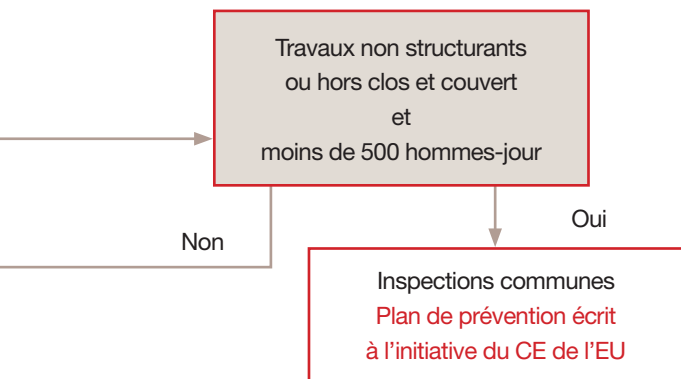 Travaux non structurants
ou hors clos et couvert
et
moins de 500 hommes-jour
Non
Oui
Inspections communes
Plan de prévention écrit
à l’initiative du CE de l’EU